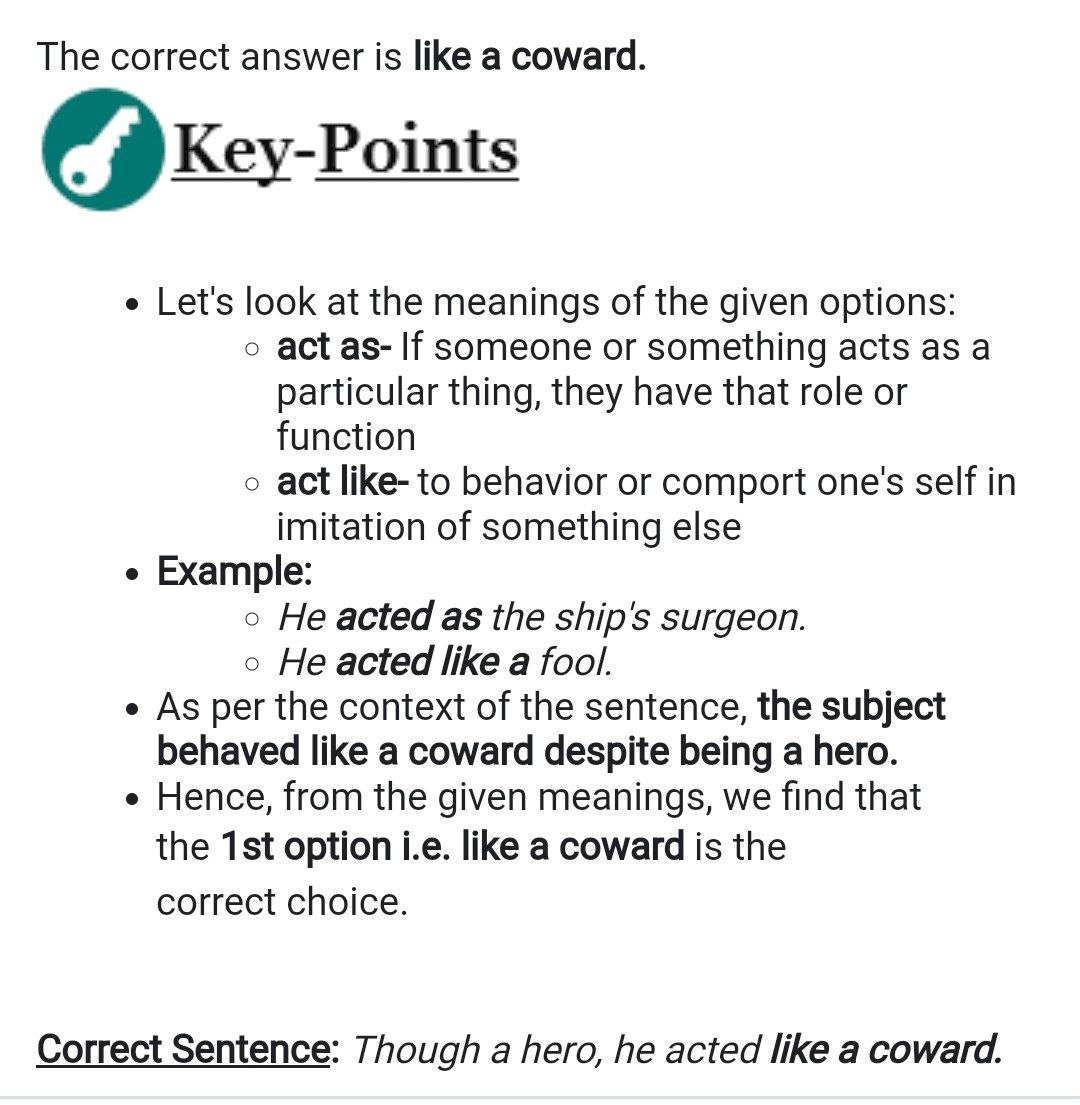 The correct answer is like a coward.
Key-Points
• Let's look at the meanings of the given options:
○ act as- If someone or something acts as a
particular thing, they have that role or
function
○ act like- to behavior or comport one's self in
imitation of something else
• Example:
○ He acted as the ship's surgeon.
○ He acted like a fool.
• As per the context of the sentence, the subject
behaved like a coward despite being a hero.
• Hence, from the given meanings, we find that
the 1st option i.e. like a coward is the
correct choice.
Correct Sentence: Though a hero, he acted like a coward.